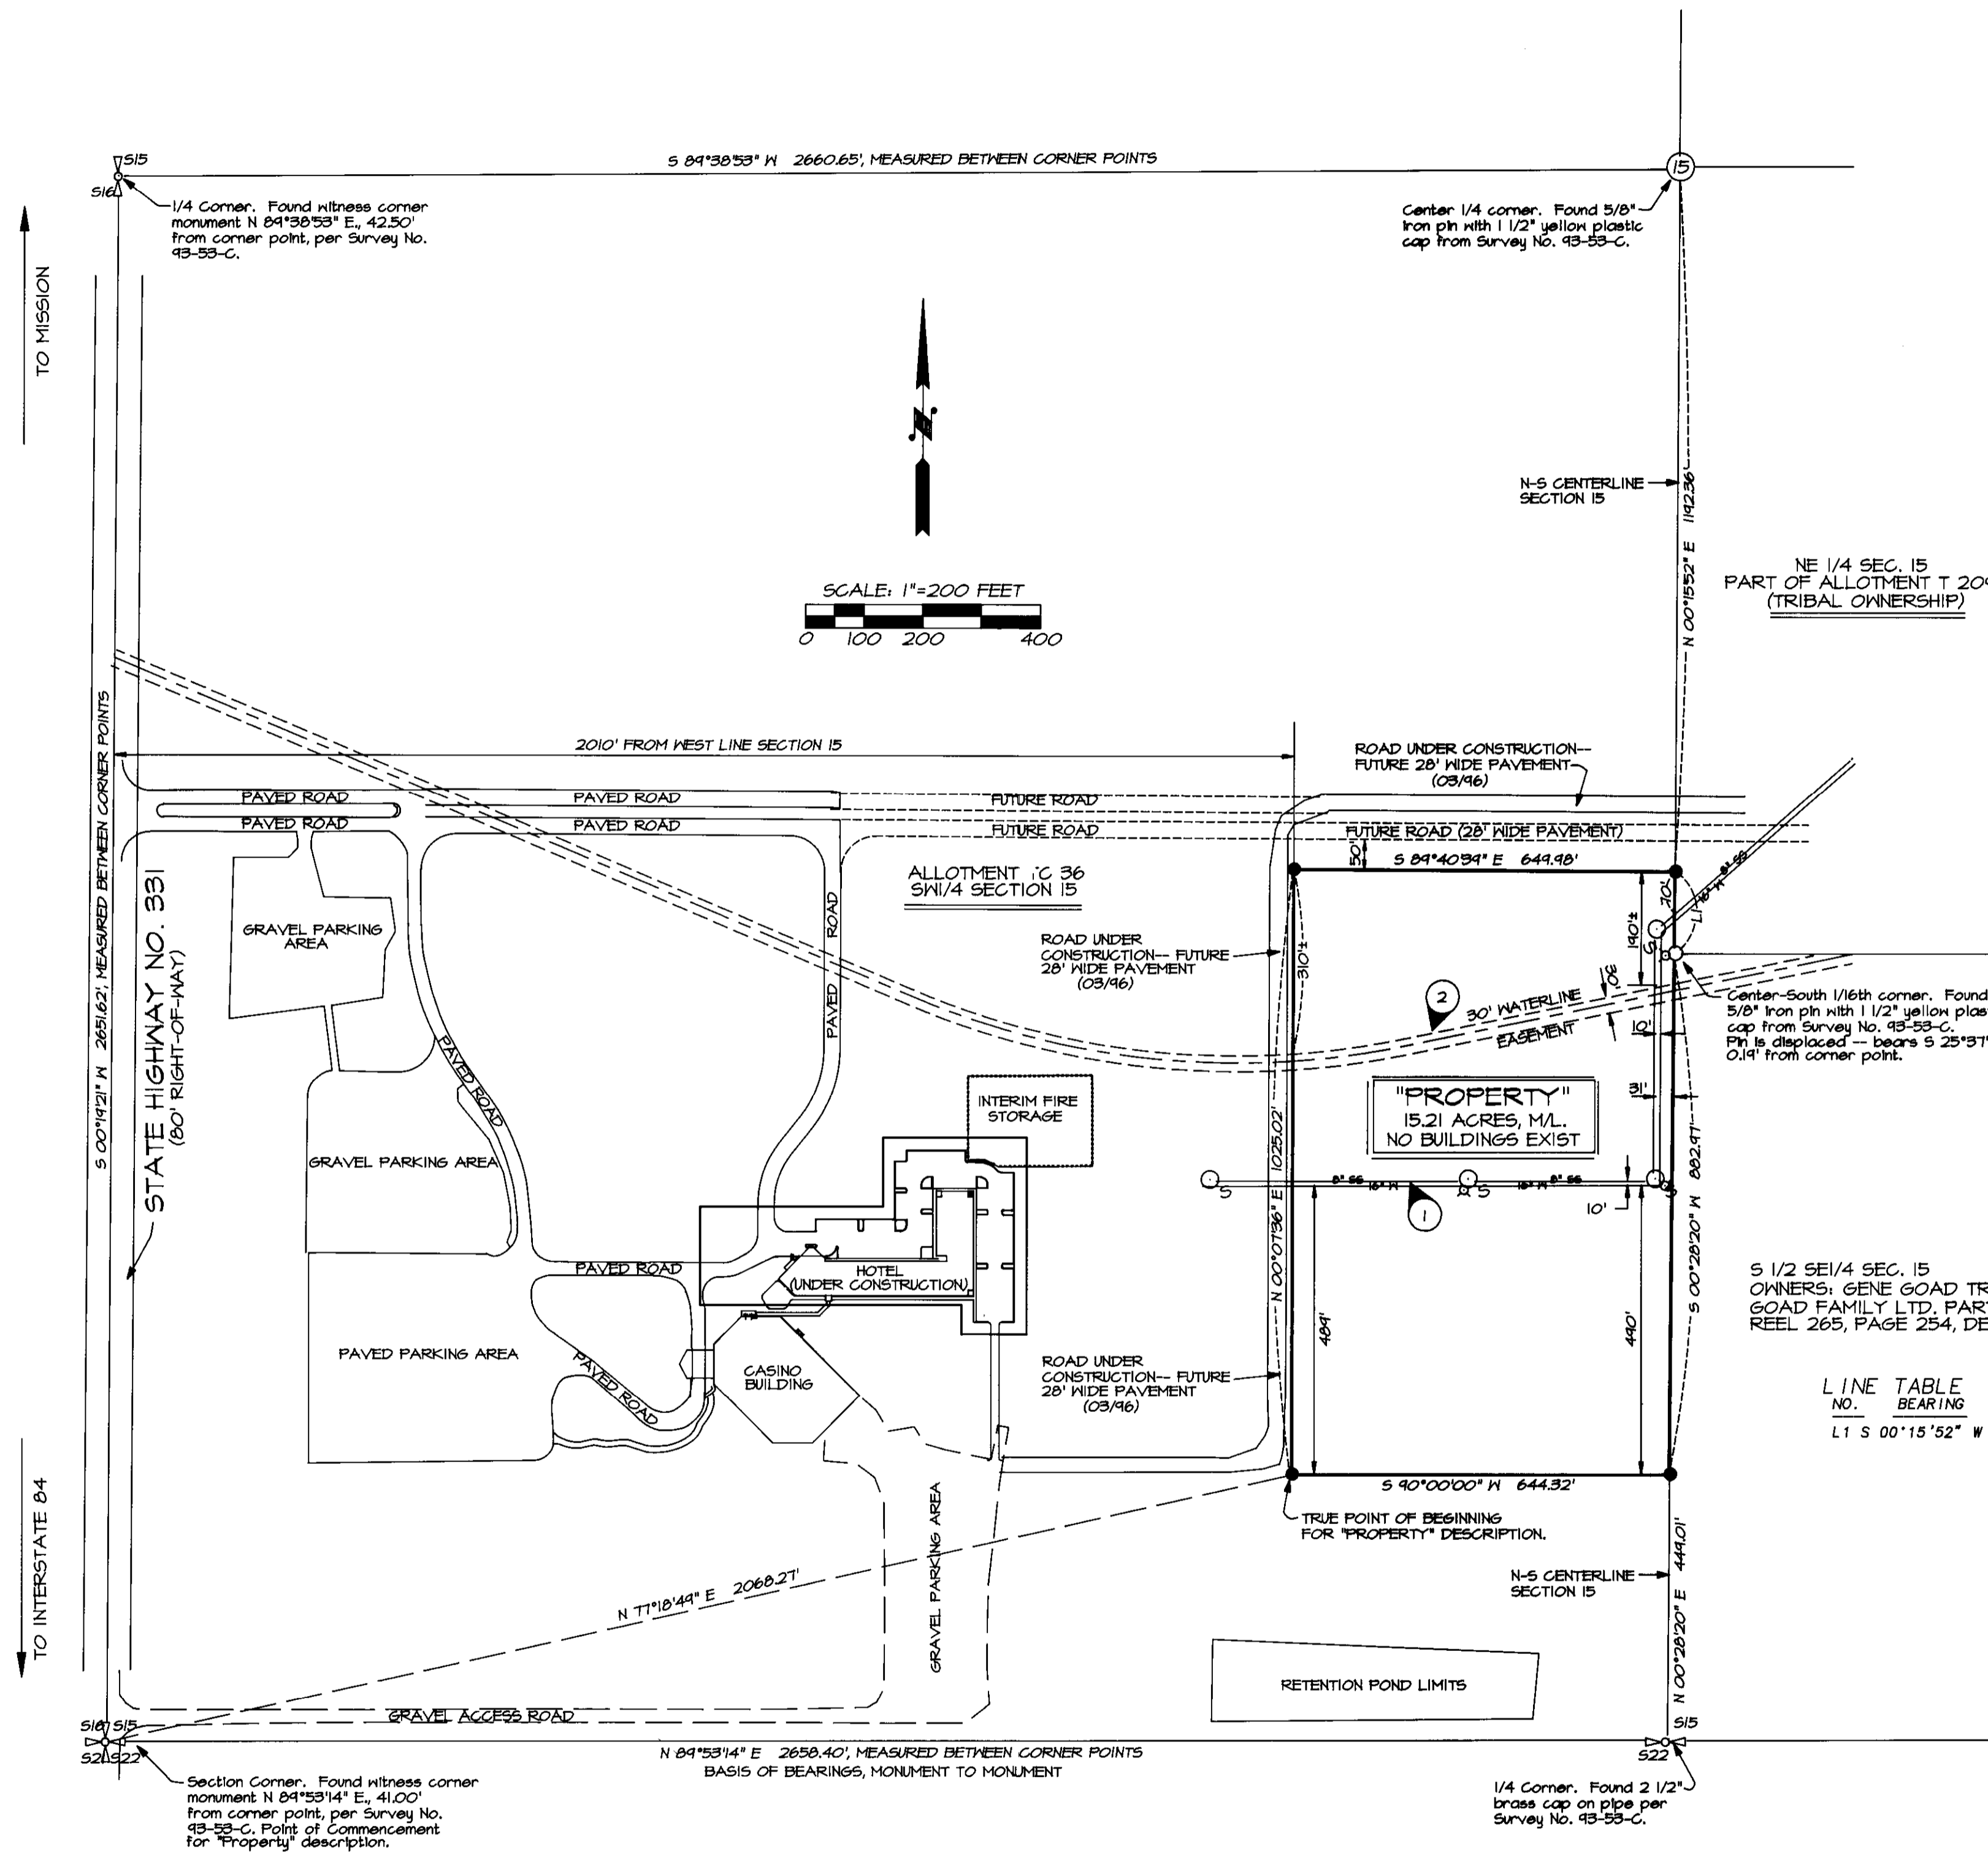 S15
S16
S 89°38'53" W 2660.65', MEASURED BETWEEN CORNER POINTS
15
1/4 Corner. Found witness corner
monument N 89°38'53" E., 42.50'
from corner point, per Survey No.
93-53-C.
Center 1/4 corner. Found 5/8"
iron pin with 1 1/2" yellow plastic
cap from Survey No. 93-53-C.
TO MISSION
N
N-S CENTERLINE
SECTION 15
N 00°15'52" E 1192.36'
NE 1/4 SEC. 15
PART OF ALLOTMENT T
(TRIBAL OWNERSHIP)
SCALE: 1"=200 FEET
0 100 200 400
S 00°19'21" W 2651.62', MEASURED BETWEEN CORNER POINTS
2010' FROM WEST LINE SECTION 15
ROAD UNDER CONSTRUCTION--
FUTURE 28' WIDE PAVEMENT
(03/96)
PAVED ROAD
PAVED ROAD
FUTURE ROAD
PAVED ROAD
PAVED ROAD
FUTURE ROAD
FUTURE ROAD (28' WIDE PAVEMENT)
50'
S 89°40'39" E 649.98'
STATE HIGHWAY NO. 331
(80' RIGHT-OF-WAY)
ALLOTMENT C 36
SW1/4 SECTION 15
GRAVEL PARKING
AREA
PAVED ROAD
70'
L1
16" W 8" SS
190'±
S
ROAD UNDER
CONSTRUCTION-- FUTURE
28' WIDE PAVEMENT
(03/96)
310'±
30'
2
30' WATERLINE
EASEMENT
10'
Center-South 1/16th corner. Found
5/8" iron pin with 1 1/2" yellow
cap from Survey No. 93-53-C.
Pin is displaced -- bears S 25°37'
0.19' from corner point.
PAVED ROAD
INTERIM FIRE
STORAGE
"PROPERTY"
15.21 ACRES, M/L.
NO BUILDINGS EXIST
31'
GRAVEL PARKING AREA
N 00°07'36" E 1025.02'
S 00°28'20" W 882.97'
S
8" SS
16" W
S
16" W 8" SS
S
1
10'
HOTEL
(UNDER CONSTRUCTION)
PAVED ROAD
S 1/2 SE1/4 SEC. 15
OWNERS: GENE GOAD
GOAD FAMILY LTD.
REEL 265, PAGE 254,
489'
490'
PAVED PARKING AREA
PAVED ROAD
CASINO
BUILDING
ROAD UNDER
CONSTRUCTION-- FUTURE
28' WIDE PAVEMENT
(03/96)
LINE TABLE
NO. BEARING
L1 S 00°15'52" W
S 90°00'00" W 644.32'
TRUE POINT OF BEGINNING
FOR "PROPERTY" DESCRIPTION.
TO INTERSTATE 84
GRAVEL PARKING AREA
N 77°18'49" E 2068.27'
N-S CENTERLINE
SECTION 15
N 00°28'20" E 449.01'
RETENTION POND LIMITS
GRAVEL ACCESS ROAD
S16 S15
S21 S22
S15
S22
N 89°53'14" E 2658.40', MEASURED BETWEEN CORNER POINTS
BASIS OF BEARINGS, MONUMENT TO MONUMENT
Section Corner. Found witness corner
monument N 89°53'14" E., 41.00'
from corner point, per Survey No.
93-53-C. Point of Commencement
for "Property" description.
1/4 Corner. Found 2 1/2"
brass cap on pipe per
Survey No. 93-53-C.